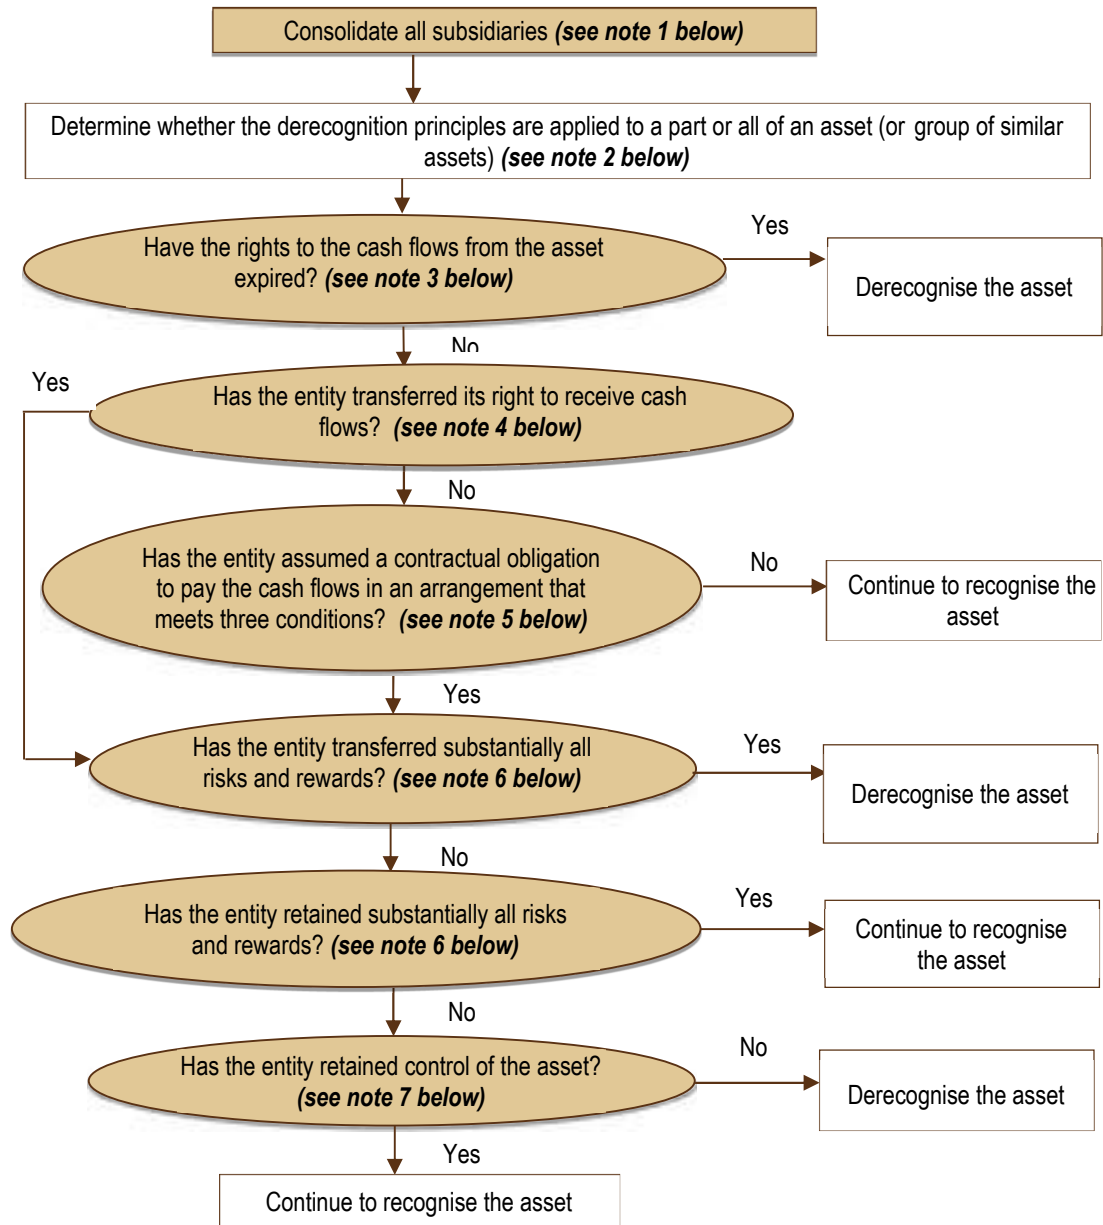 Consolidate all subsidiaries (see note 1 below)
Determine whether the derecognition principles are applied to a part or all of an asset (or group of similar
assets) (see note 2 below)
Have the rights to the cash flows from the asset
expired? (see note 3 below)
Yes
Derecognise the asset
No
Yes
Has the entity transferred its right to receive cash
flows? (see note 4 below)
No
Has the entity assumed a contractual obligation
to pay the cash flows in an arrangement that
meets three conditions? (see note 5 below)
No
Continue to recognise the
asset
Yes
Has the entity transferred substantially all
risks and rewards? (see note 6 below)
Yes
Derecognise the asset
No
Has the entity retained substantially all risks
and rewards? (see note 6 below)
Yes
Continue to recognise
the asset
No
Has the entity retained control of the asset?
(see note 7 below)
No
Derecognise the asset
Yes
Continue to recognise the asset